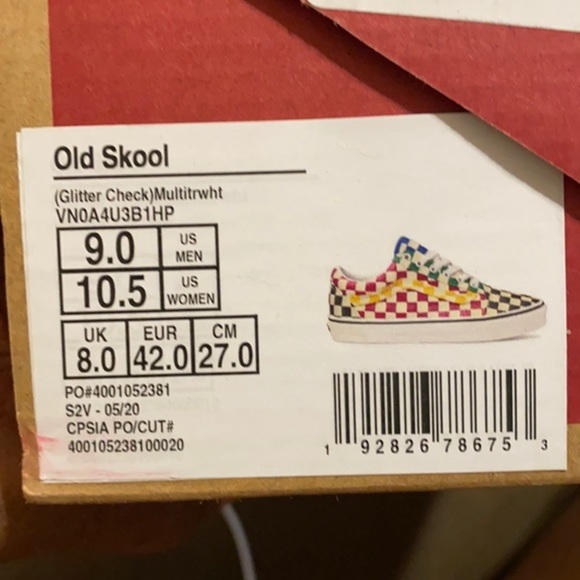 Old Skool
(Glitter Check)Multitrwht
VN0A4U3B1HP
9.0 US MEN
10.5 US WOMEN
UK EUR CM
8.0 42.0 27.0
PO#4001052381
S2V - 05/20
CPSIA PO/CUT#
400105238100020
1 92826 78675 3